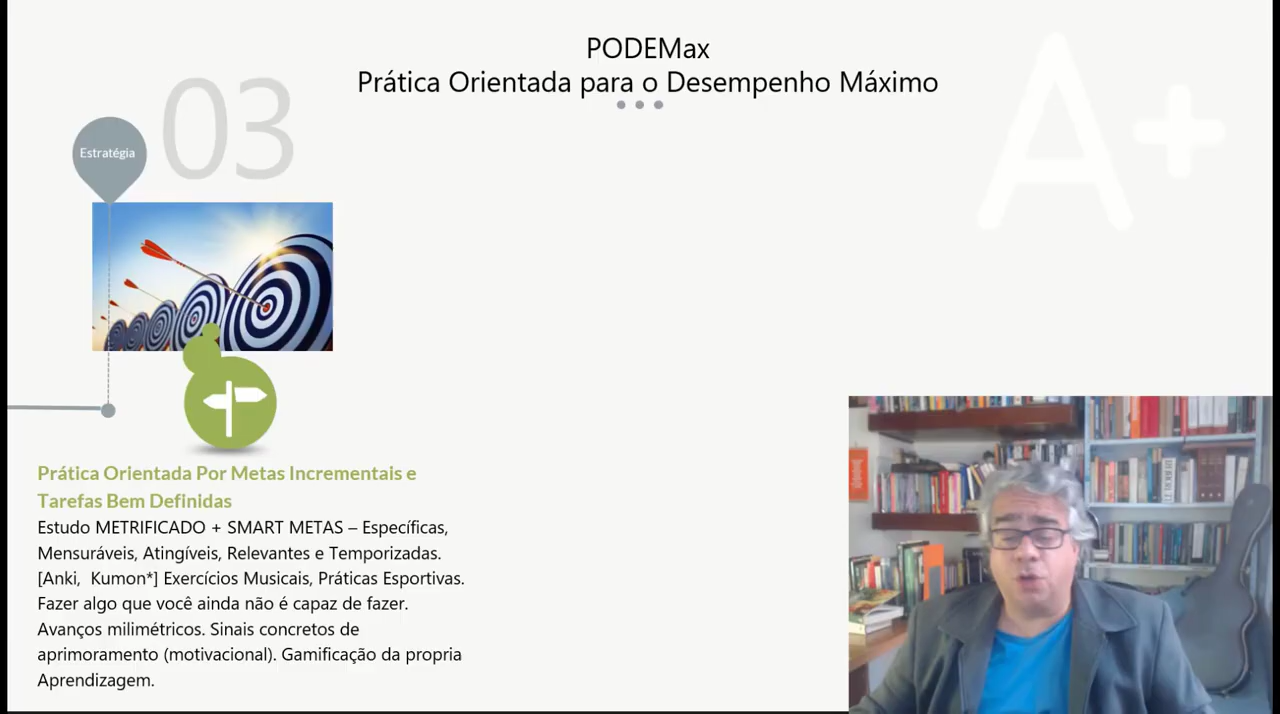 PODEMax
Prática Orientada para o Desempenho Máximo
03
A+
Estratégia
Prática Orientada Por Metas Incrementais e
Tarefas Bem Definidas
Estudo METRIFICADO + SMART METAS – Específicas,
Mensuráveis, Atingíveis, Relevantes e Temporizadas.
[Anki,  Kumon*] Exercícios Musicais, Práticas Esportivas.
Fazer algo que você ainda não é capaz de fazer.
Avanços milimétricos. Sinais concretos de
aprimoramento (motivacional). Gamificação da propria
Aprendizagem.